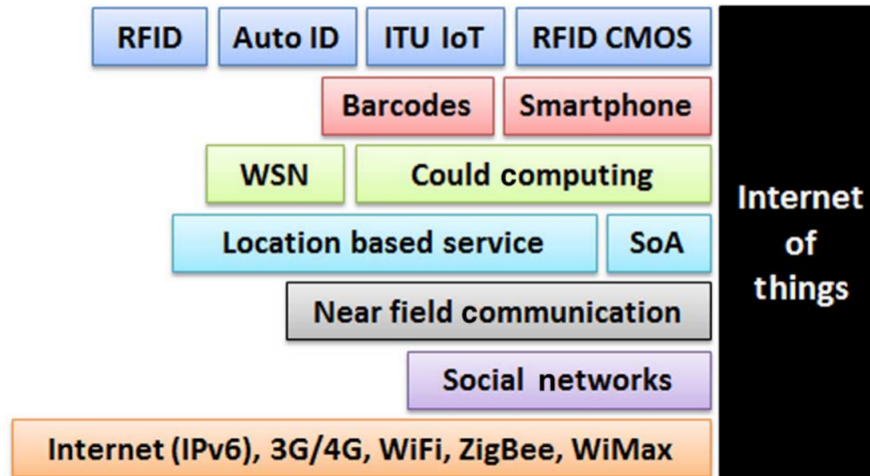 RFID
Auto ID
ITU IoT
RFID CMOS
Barcodes
Smartphone
WSN
Could computing
Location based service
SoA
Near field communication
Social networks
Internet (IPv6), 3G/4G, WiFi, ZigBee, WiMax
Internet
of
things